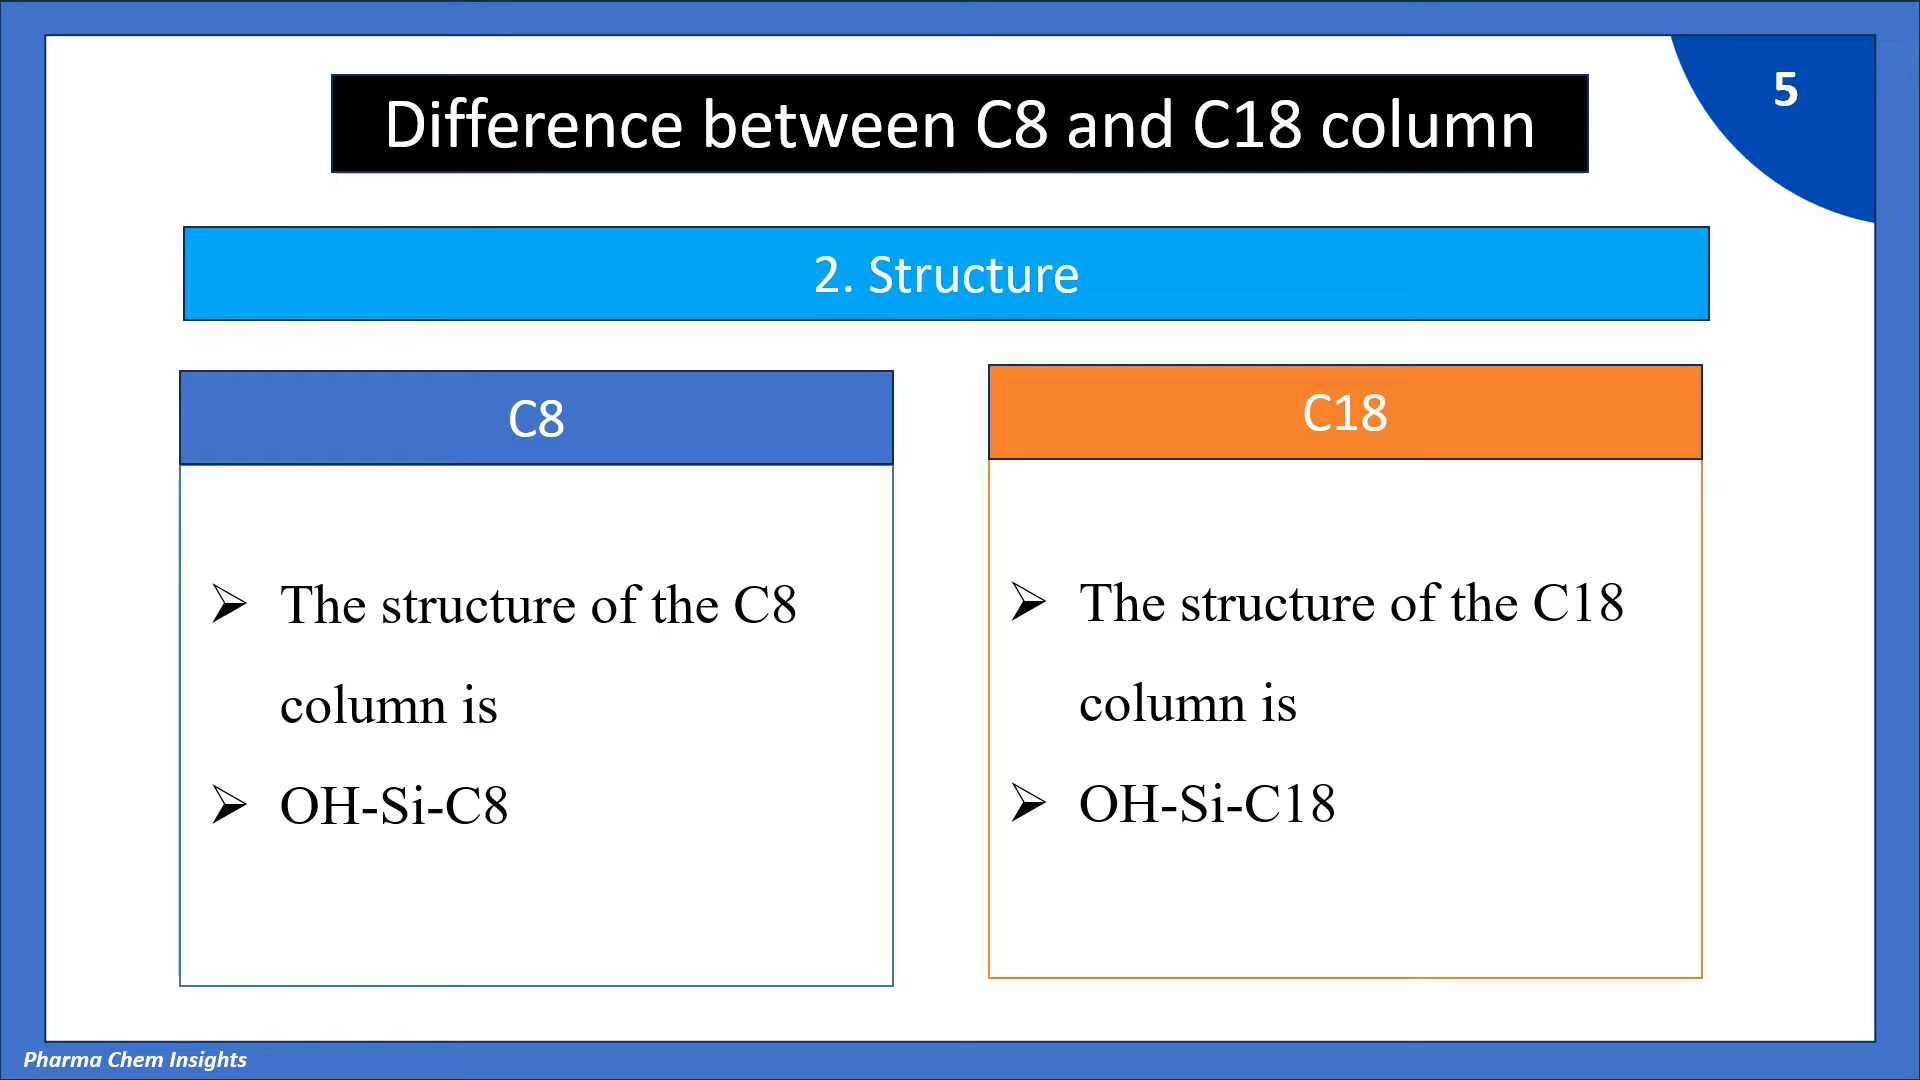 5
Difference between C8 and C18 column
2. Structure
C8
➢ The structure of the C8
column is
➢ OH-Si-C8
C18
➢ The structure of the C18
column is
➢ OH-Si-C18
Pharma Chem Insights